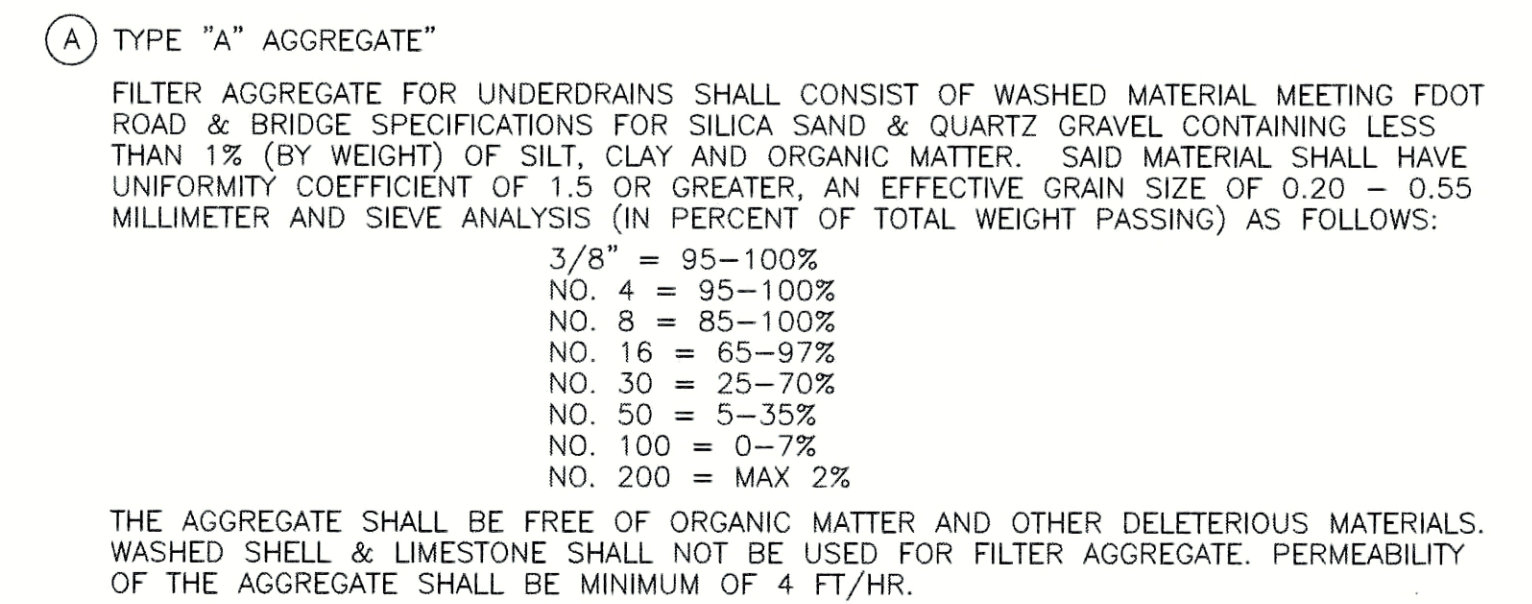 A TYPE "A" AGGREGATE"
FILTER AGGREGATE FOR UNDERDRAINS SHALL CONSIST OF WASHED MATERIAL MEETING FDOT
ROAD & BRIDGE SPECIFICATIONS FOR SILICA SAND & QUARTZ GRAVEL CONTAINING LESS
THAN 1% (BY WEIGHT) OF SILT, CLAY AND ORGANIC MATTER. SAID MATERIAL SHALL HAVE
UNIFORMITY COEFFICIENT OF 1.5 OR GREATER, AN EFFECTIVE GRAIN SIZE OF 0.20 – 0.55
MILLIMETER AND SIEVE ANALYSIS (IN PERCENT OF TOTAL WEIGHT PASSING) AS FOLLOWS:
3/8" = 95–100%
NO. 4 = 95–100%
NO. 8 = 85–100%
NO. 16 = 65–97%
NO. 30 = 25–70%
NO. 50 = 5–35%
NO. 100 = 0–7%
NO. 200 = MAX 2%
THE AGGREGATE SHALL BE FREE OF ORGANIC MATTER AND OTHER DELETERIOUS MATERIALS.
WASHED SHELL & LIMESTONE SHALL NOT BE USED FOR FILTER AGGREGATE. PERMEABILITY
OF THE AGGREGATE SHALL BE MINIMUM OF 4 FT/HR.